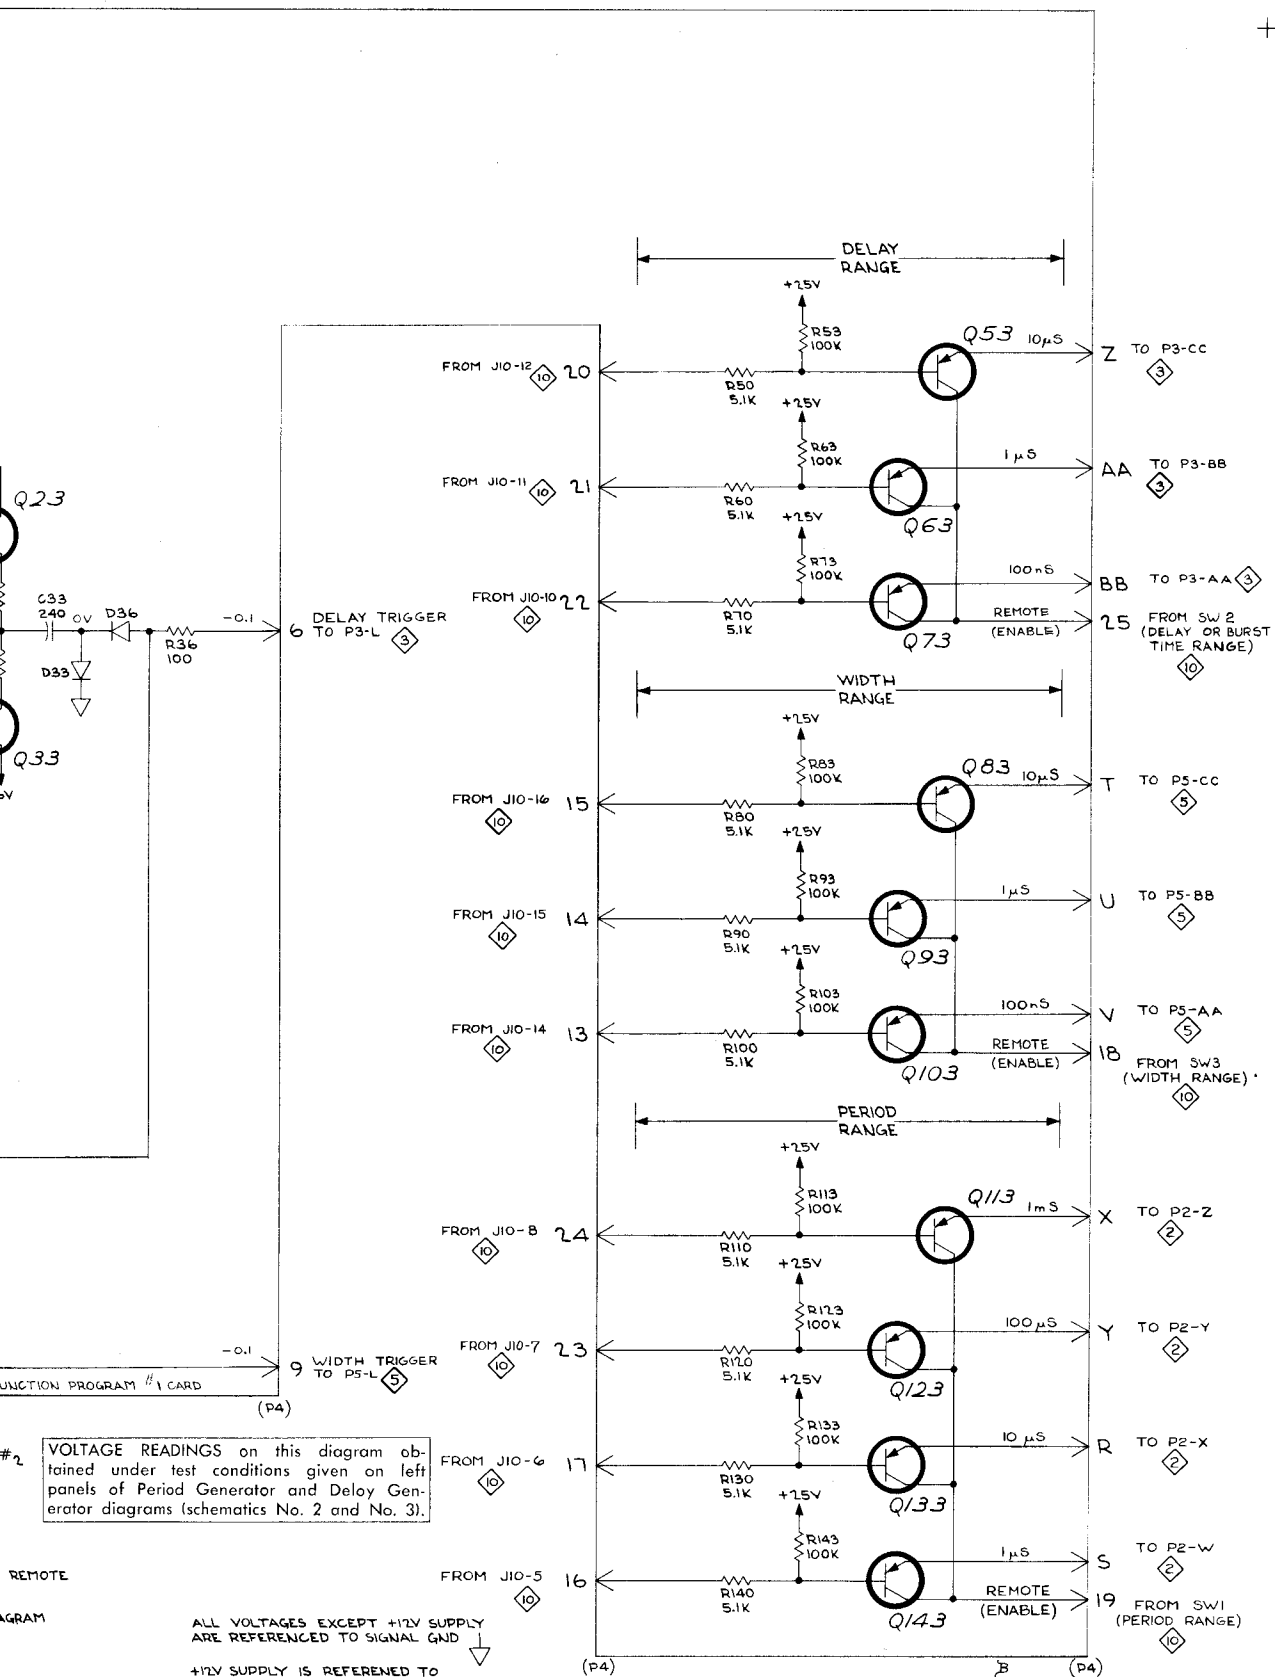 DELAY
RANGE
+25V
R53
100K
Q53
10µS
Z
TO P3-CC
3
FROM J10-12
10
20
R50
5.1K
+25V
R63
100K
1µS
AA
TO P3-BB
3
FROM J10-11
10
21
R60
5.1K
+25V
Q63
R73
100K
100nS
BB
TO P3-AA
3
FROM J10-10
10
22
R70
5.1K
Q73
REMOTE
(ENABLE)
25
FROM SW 2
(DELAY OR BURST
TIME RANGE)
10
Q23
C33
240
0V
D36
-0.1
6
DELAY TRIGGER
TO P3-L
3
R36
100
D33
Q33
WIDTH
RANGE
+25V
R83
100K
Q83
10µS
T
TO P5-CC
5
FROM J10-16
10
15
R80
5.1K
+25V
R93
100K
1µS
U
TO P5-BB
5
FROM J10-15
10
14
R90
5.1K
Q93
+25V
R103
100K
100nS
V
TO P5-AA
5
FROM J10-14
10
13
R100
5.1K
Q103
REMOTE
(ENABLE)
18
FROM SW3
(WIDTH RANGE)
10
PERIOD
RANGE
+25V
R113
100K
Q113
1mS
X
TO P2-Z
2
FROM J10-8
10
24
R110
5.1K
+25V
R123
100K
100µS
Y
TO P2-Y
2
FROM J10-7
10
23
R120
5.1K
Q123
-0.1
9
WIDTH TRIGGER
TO P5-L
5
UNCTION PROGRAM #1 CARD
(P4)
+25V
R133
100K
10µS
R
TO P2-X
2
FROM J10-6
10
17
R130
5.1K
Q133
#2
VOLTAGE READINGS on this diagram ob-
tained under test conditions given on left
panels of Period Generator and Deloy Gen-
erator diagrams (schematics No. 2 and No. 3).
+25V
R143
100K
1µS
S
TO P2-W
2
FROM J10-5
10
16
R140
5.1K
Q143
REMOTE
(ENABLE)
19
FROM SW1
(PERIOD RANGE)
10
REMOTE
AGRAM
ALL VOLTAGES EXCEPT +12V SUPPLY
ARE REFERENCED TO SIGNAL GND
+12V SUPPLY IS REFERENED TO
(P4)
B
(P4)